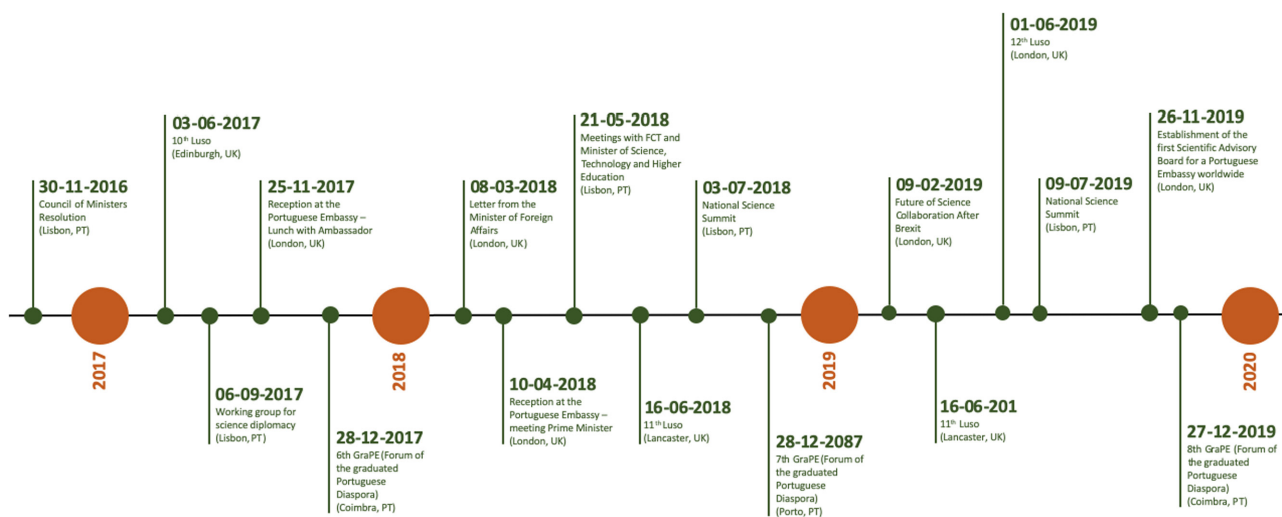 30-11-2016
Council of Ministers
Resolution
(Lisbon, PT)
2017
03-06-2017
10th Luso
(Edinburgh, UK)
06-09-2017
Working group for
science diplomacy
(Lisbon, PT)
25-11-2017
Reception at the
Portuguese Embassy –
Lunch with Ambassador
(London, UK)
28-12-2017
6th GraPE (Forum of
the graduated
Portuguese
Diaspora)
(Coimbra, PT)
2018
08-03-2018
Letter from the
Minister of Foreign
Affairs
(London, UK)
10-04-2018
Reception at the
Portuguese Embassy –
meeting Prime Minister
(London, UK)
21-05-2018
Meetings with FCT and
Minister of Science,
Technology and Higher
Education
(Lisbon, PT)
16-06-2018
11th Luso
(Lancaster, UK)
03-07-2018
National Science
Summit
(Lisbon, PT)
28-12-2087
7th GraPE (Forum of
the graduated
Portuguese
Diaspora)
(Porto, PT)
2019
09-02-2019
Future of Science
Collaboration After
Brexit
(London, UK)
16-06-201
11th Luso
(Lancaster, UK)
01-06-2019
12th Luso
(London, UK)
09-07-2019
National Science
Summit
(Lisbon, PT)
26-11-2019
Establishment of the
first Scientific Advisory
Board for a Portuguese
Embassy worldwide
(London, UK)
27-12-2019
8th GraPE (Forum of
the graduated
Portuguese
Diaspora)
(Coimbra, PT)
2020